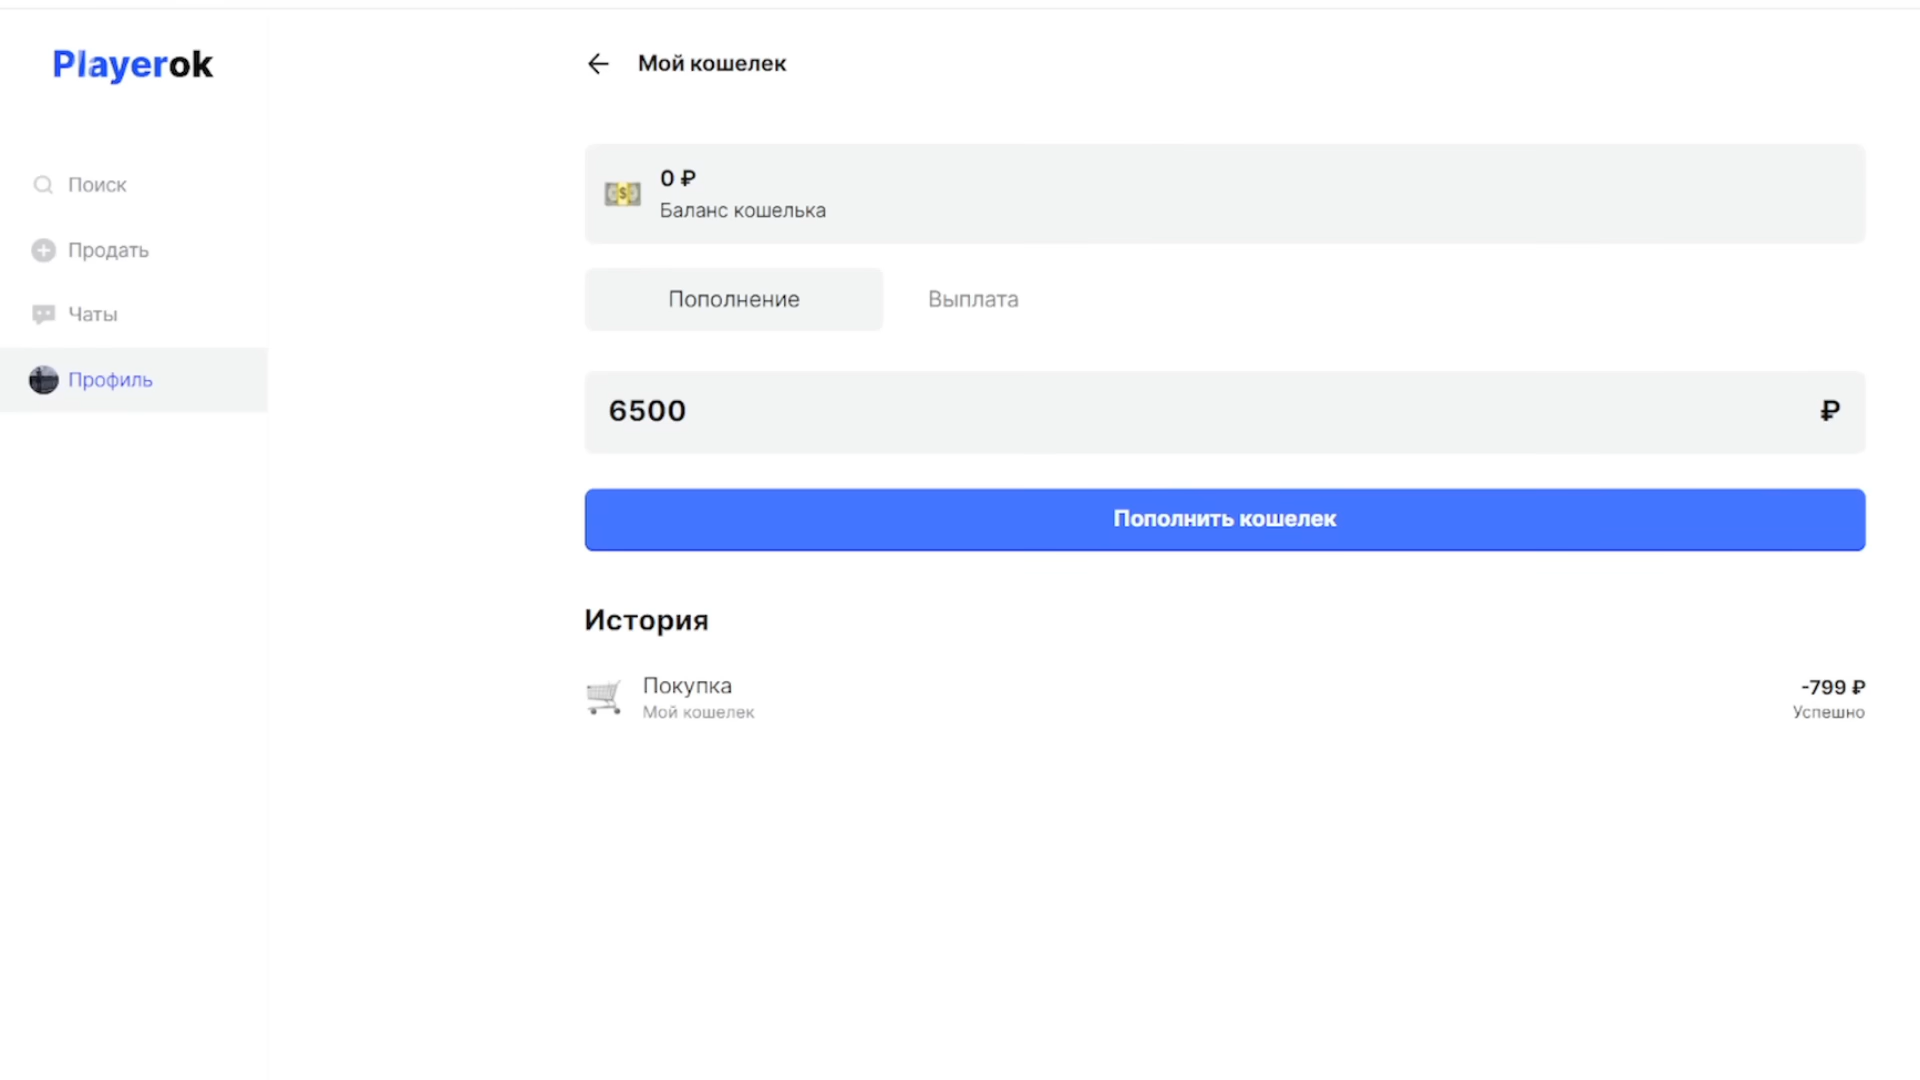 Playerok
Поиск
Продать
Чаты
Профиль
Мой кошелек
0 ₽
Баланс кошелька
Пополнение
Выплата
6500 ₽
Пополнить кошелек
История
Покупка
Мой кошелек
-799 ₽
Успешно